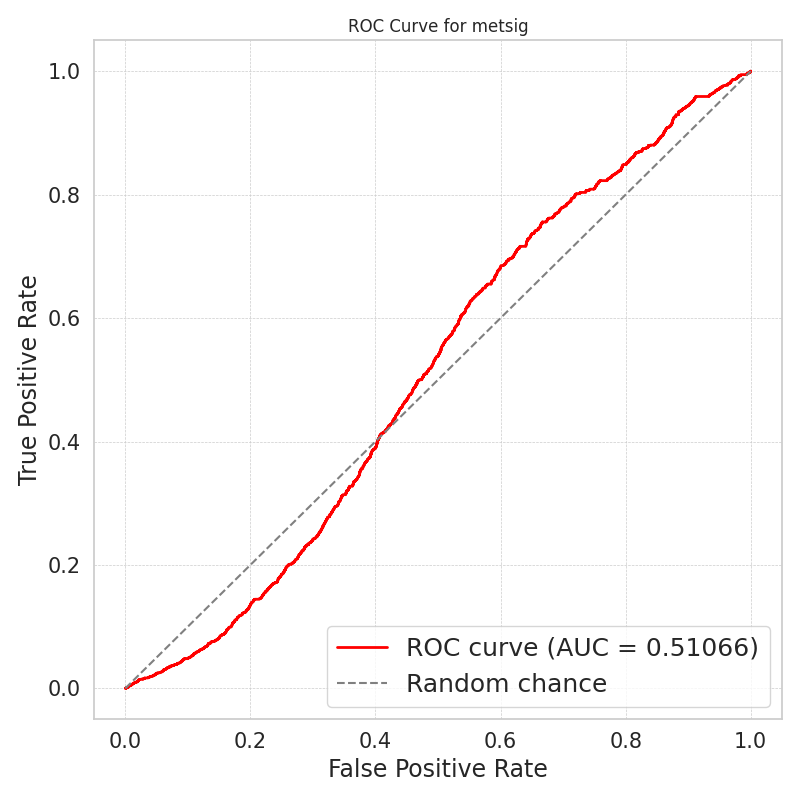 ROC Curve for metsig
1.0
0.8
0.6
0.4
0.2
0.0
True Positive Rate
ROC curve (AUC = 0.51066)
Random chance
0.0 0.2 0.4 0.6 0.8 1.0
False Positive Rate